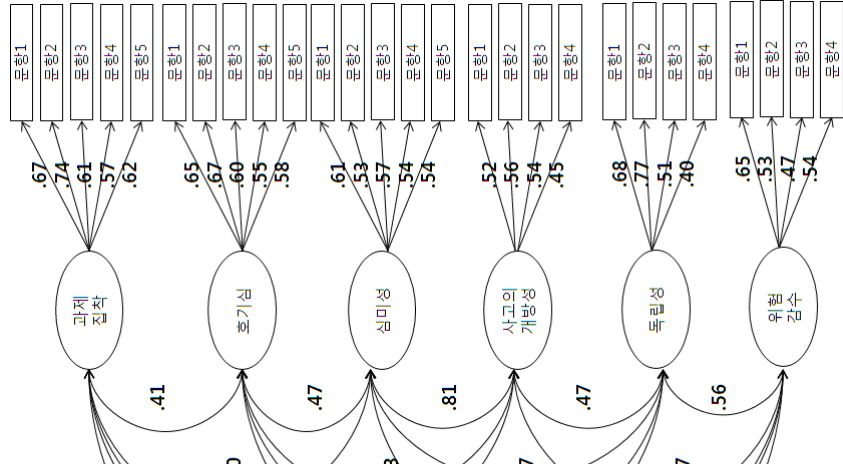 문항1 문항2 문항3 문항4 문항5 문항1 문항2 문항3 문항4 문항5 문항1 문항2 문항3 문항4 문항5 문항1 문항2 문항3 문항4 문항1 문항2 문항3 문항4 문항1 문항2 문항3 문항4
.67 .74 .61 .57 .62 .65 .67 .60 .55 .58 .61 .53 .57 .54 .54 .52 .56 .54 .45 .68 .77 .51 .40 .65 .53 .47 .54
과제
집착
호기심
심미성
사고의
개방성
독립성
위험
감수
.41 .47 .81 .47 .56